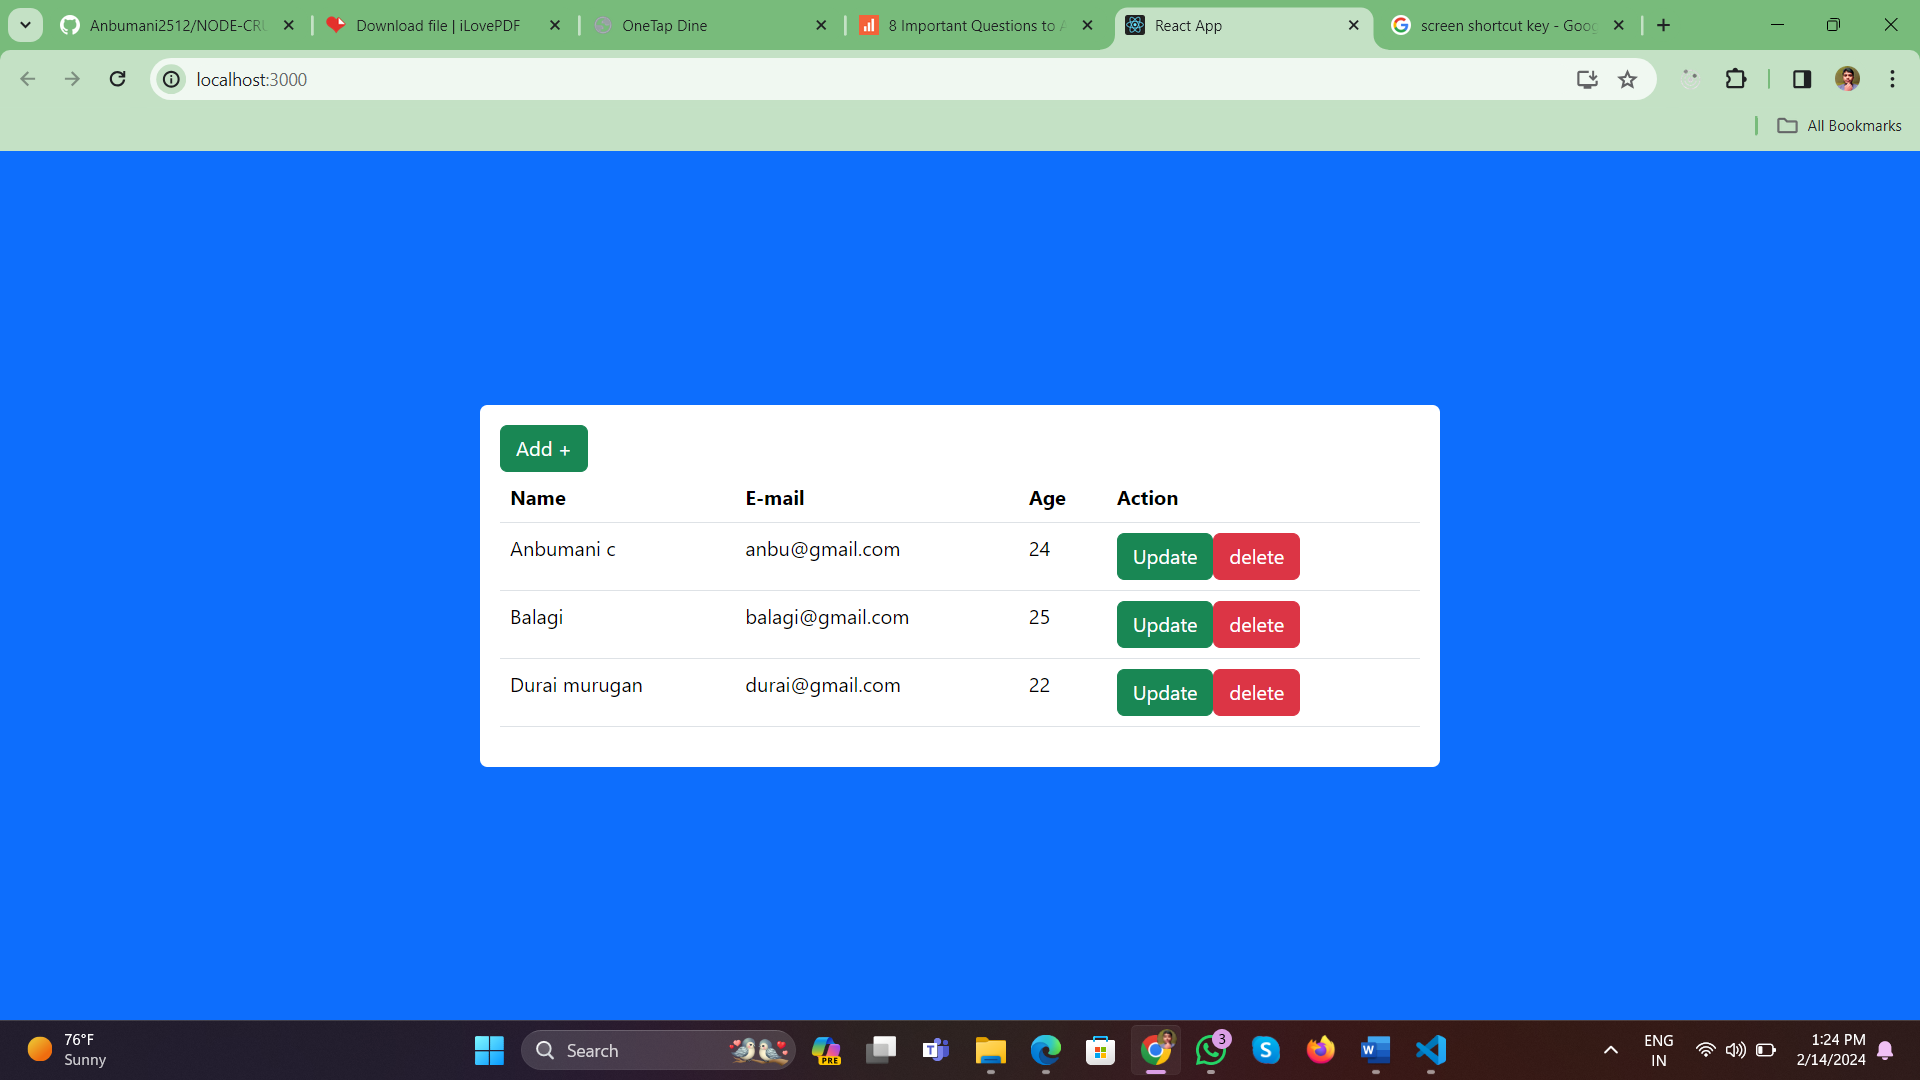 Anbumani2512/NODE-CRU
Download file | iLovePDF
OneTap Dine
8 Important Questions to A
React App
screen shortcut key - Goog
localhost:3000
All Bookmarks
Add +
Name E-mail Age Action
Anbumani c anbu@gmail.com 24 Update delete
Balagi balagi@gmail.com 25 Update delete
Durai murugan durai@gmail.com 22 Update delete
76°F
Sunny
Search
PRE
3
ENG
IN
1:24 PM
2/14/2024